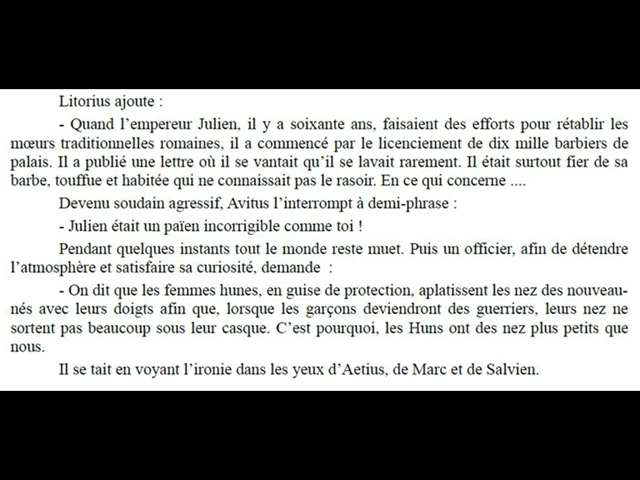 Litorius ajoute :
- Quand l’empereur Julien, il y a soixante ans, faisaient des efforts pour rétablir les
mœurs traditionnelles romaines, il a commencé par le licenciement de dix mille barbiers de
palais. Il a publié une lettre où il se vantait qu’il se lavait rarement. Il était surtout fier de sa
barbe, touffue et habitée qui ne connaissait pas le rasoir. En ce qui concerne ....
Devenu soudain agressif, Avitus l’interrompt à demi-phrase :
- Julien était un païen incorrigible comme toi !
Pendant quelques instants tout le monde reste muet. Puis un officier, afin de détendre
l’atmosphère et satisfaire sa curiosité, demande  :
- On dit que les femmes hunes, en guise de protection, aplatissent les nez des nouveau-
nés avec leurs doigts afin que, lorsque les garçons deviendront des guerriers, leurs nez ne
sortent pas beaucoup sous leur casque. C’est pourquoi, les Huns ont des nez plus petits que
nous.
Il se tait en voyant l’ironie dans les yeux d’Aetius, de Marc et de Salvien.